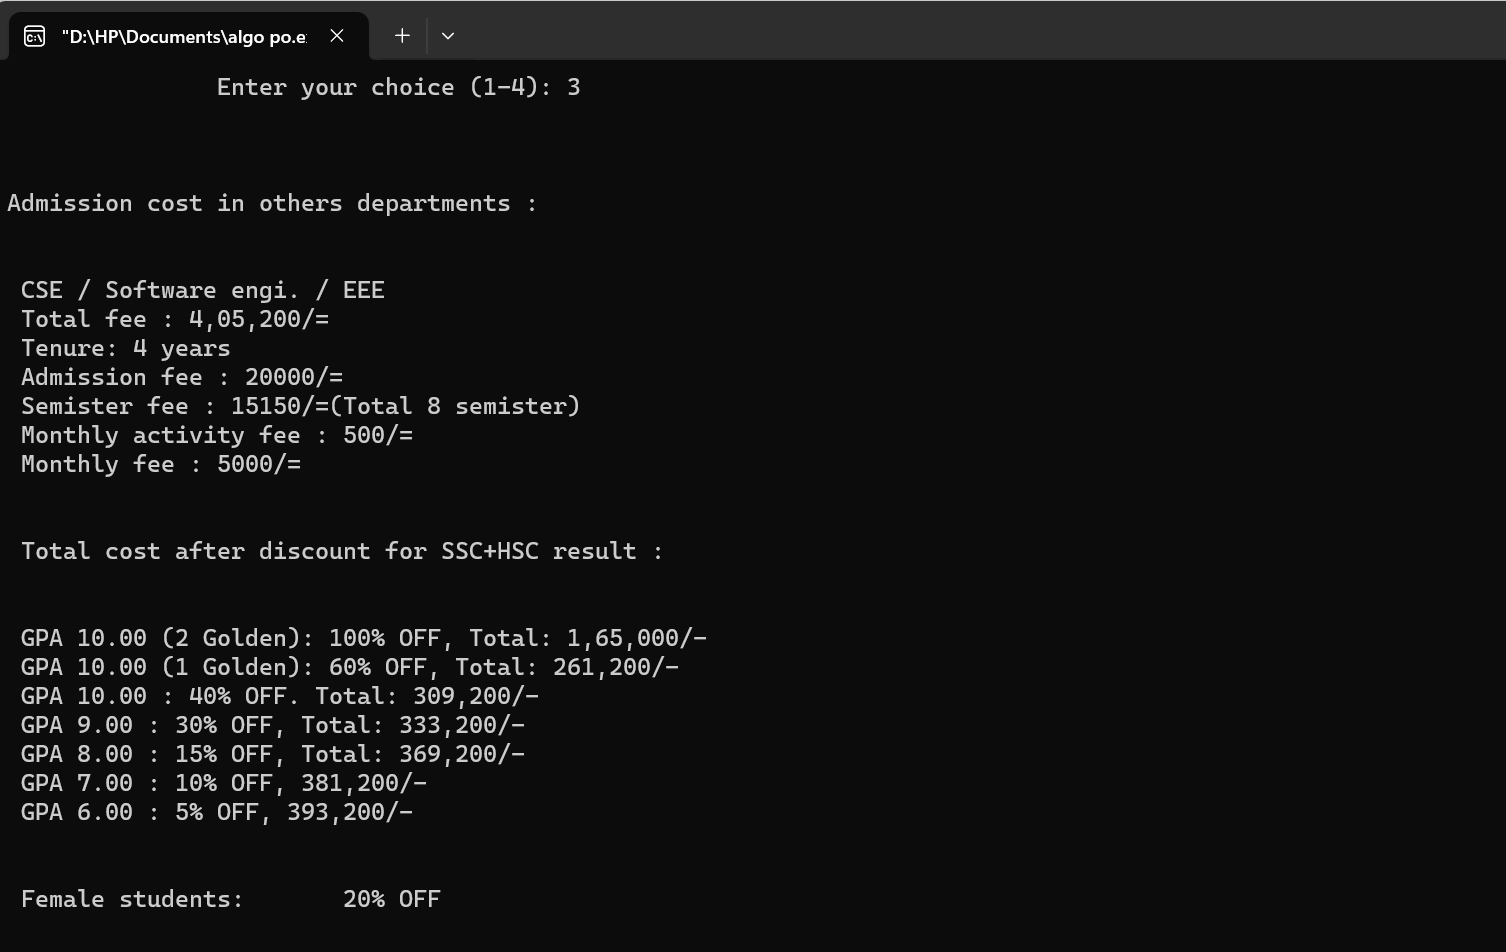 "D:\HP\Documents\algo po.e
Enter your choice (1-4): 3
Admission cost in others departments :
CSE / Software engi. / EEE
Total fee : 4,05,200/=
Tenure: 4 years
Admission fee : 20000/=
Semister fee : 15150/=(Total 8 semister)
Monthly activity fee : 500/=
Monthly fee : 5000/=
Total cost after discount for SSC+HSC result :
GPA 10.00 (2 Golden): 100% OFF, Total: 1,65,000/-
GPA 10.00 (1 Golden): 60% OFF, Total: 261,200/-
GPA 10.00 : 40% OFF. Total: 309,200/-
GPA 9.00 : 30% OFF, Total: 333,200/-
GPA 8.00 : 15% OFF, Total: 369,200/-
GPA 7.00 : 10% OFF, 381,200/-
GPA 6.00 : 5% OFF, 393,200/-
Female students: 20% OFF